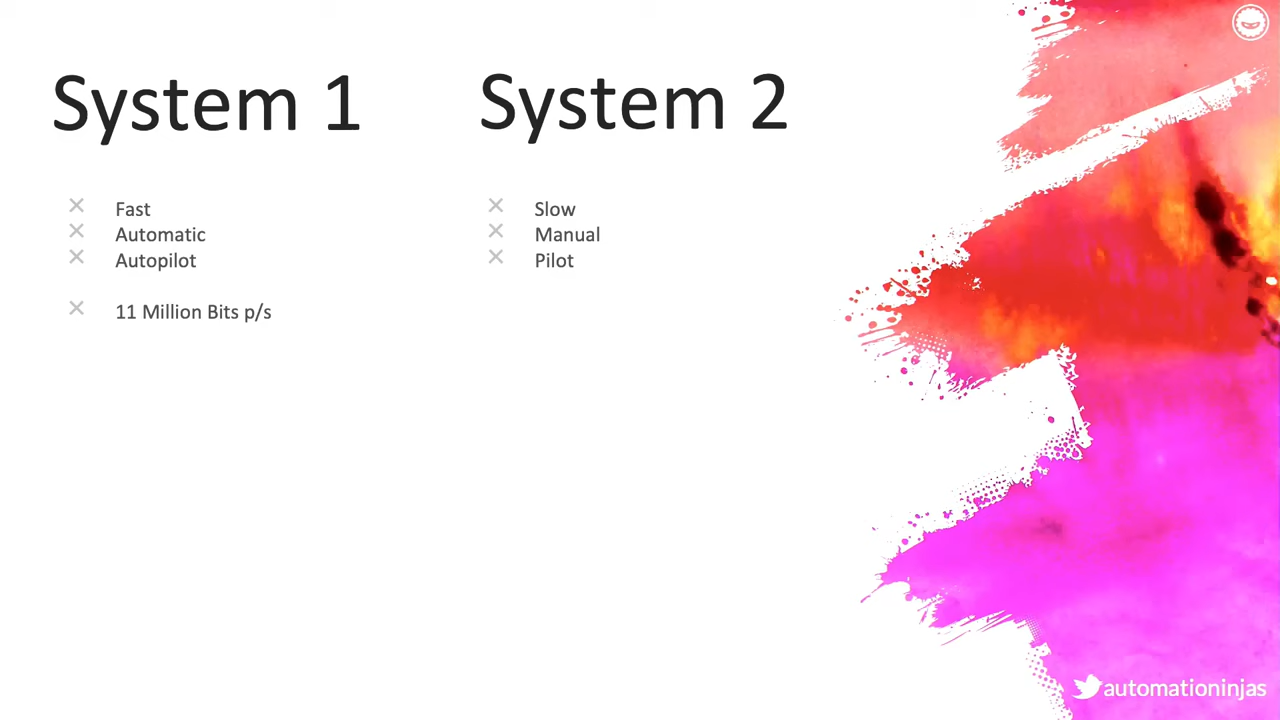 System 1
Fast
Automatic
Autopilot
11 Million Bits p/s
System 2
Slow
Manual
Pilot
automationinjas